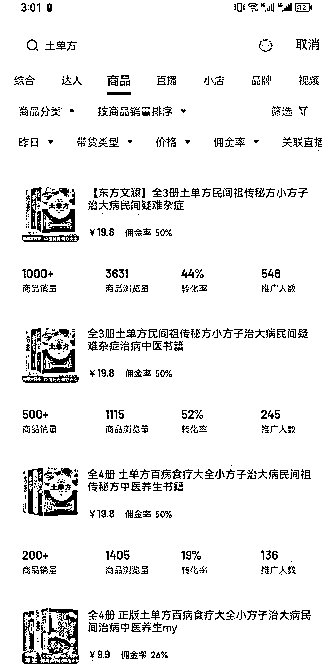 3:01
土单方
取消
综合 达人 商品 直播 小店 品牌 视频
商品分类 按商品销量排序 筛选
昨日 带货类型 价格 佣金率 关联直播
【东方文澜】全3册土单方民间祖传秘方小方子
治大病民间疑难杂症
¥19.8 佣金率 50%
1000+ 3631 44% 548
商品销量 商品浏览量 转化率 推广人数
全3册土单方民间祖传秘方小方子治大病民间疑
难杂症治病中医书籍
¥19.8 佣金率 50%
500+ 1115 52% 245
商品销量 商品浏览量 转化率 推广人数
全4册 土单方百病食疗大全小方子治大病民间祖
传秘方中医养生书籍
¥19.8 佣金率 50%
200+ 1405 19% 136
商品销量 商品浏览量 转化率 推广人数
全4册 正版土单方百病食疗大全小方子治大病民
间治病中医养生my
¥9.9 佣金率 26%